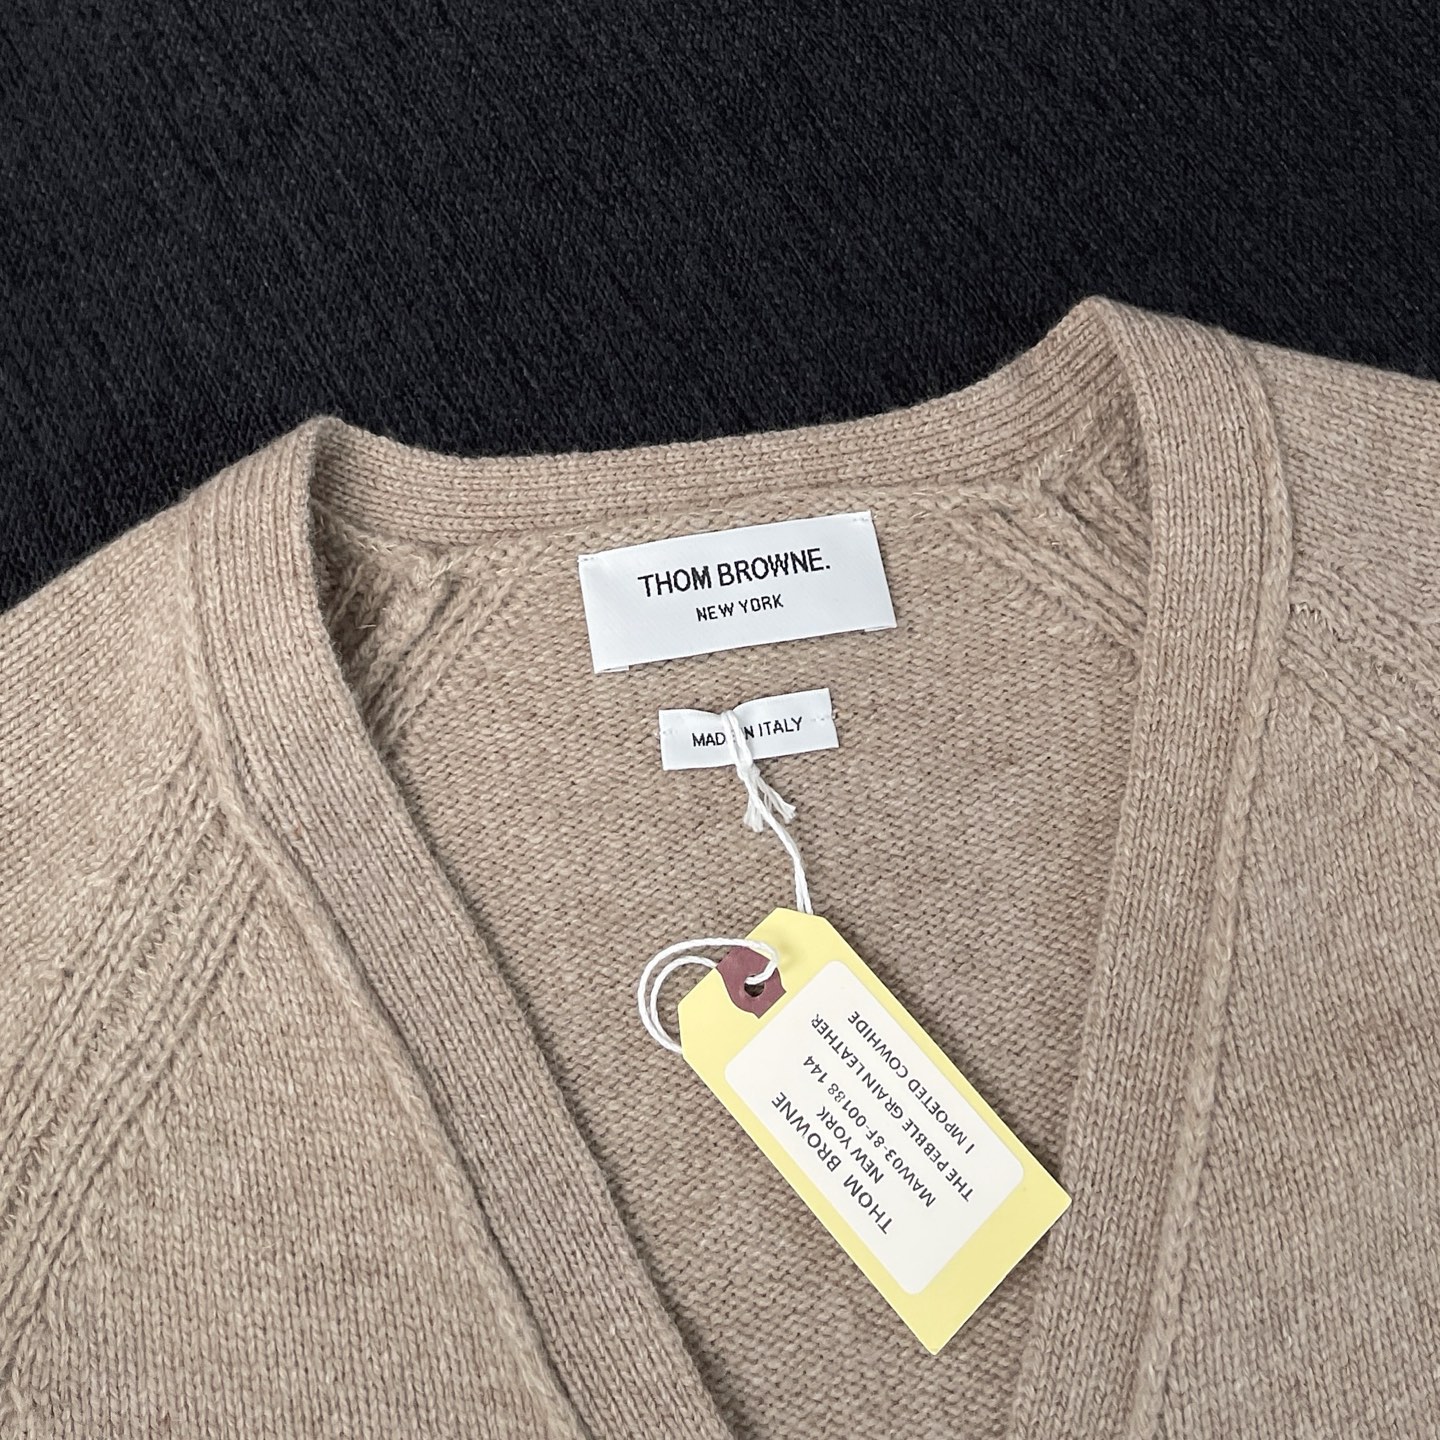 THOM BROWNE.
NEW YORK
MADE IN ITALY
THOM BROWNE
NEW YORK
MAW03-8F-00188 144
THE PEBBLE GRAIN LEATHER
I MPOETED COWHIDE